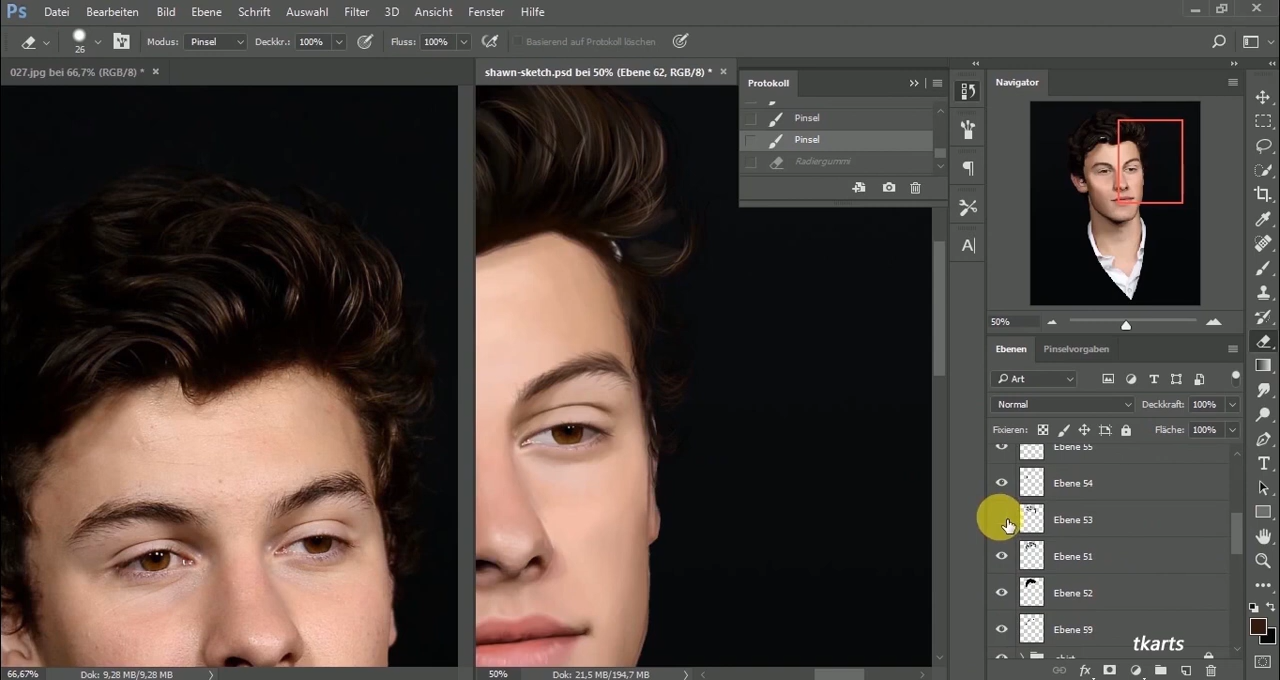 Ps Datei Bearbeiten Bild Ebene Schrift Auswahl Filter 3D Ansicht Fenster Hilfe
26 Modus: Pinsel Deckkr.: 100% Fluss: 100% Basierend auf Protokoll löschen
027.jpg bei 66,7% (RGB/8) *
shawn-sketch.psd bei 50% (Ebene 62, RGB/8) *
Protokoll
Pinsel
Pinsel
Radiergummi
Navigator
50%
Ebenen Pinselvorgaben
Art
Normal Deckkraft: 100%
Fixieren: Fläche: 100%
Ebene 55
Ebene 54
Ebene 53
Ebene 51
Ebene 52
Ebene 59
shirt
tkarts
66,67% Dok: 9,28 MB/9,28 MB
50% Dok: 21,5 MB/194,7 MB